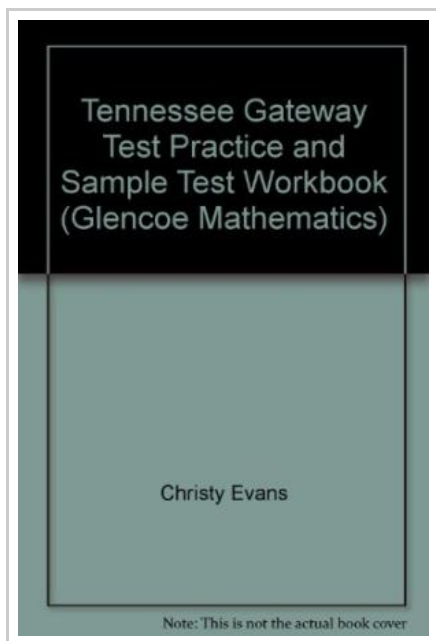 Tennessee Gateway
Test Practice and
Sample Test Workbook
(Glencoe Mathematics)
Christy Evans
Note: This is not the actual book cover